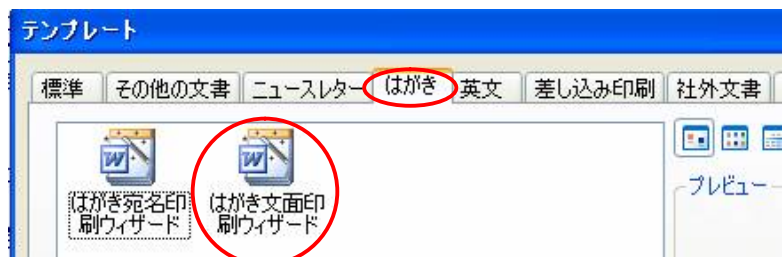 テンプレート
標準 その他の文書 ニュースレター はがき 英文 差し込み印刷 社外文書
はがき宛名印 はがき文面印
刷ウィザード 刷ウィザード
プレビュー